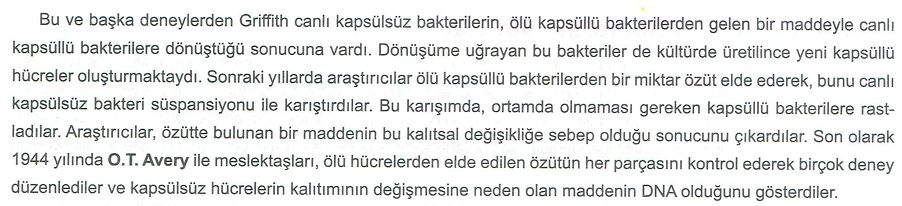 Bu ve başka deneylerden Griffith canlı kapsülsüz bakterilerin, ölü kapsüllü bakterilerden gelen bir maddeyle canlı
kapsüllü bakterilere dönüştüğü sonucuna vardı. Dönüşüme uğrayan bu bakteriler de kültürde üretilince yeni kapsüllü
hücreler oluşturmaktaydı. Sonraki yıllarda araştırıcılar ölü kapsüllü bakterilerden bir miktar özüt elde ederek, bunu canlı
kapsülsüz bakteri süspansiyonu ile karıştırdılar. Bu karışımda, ortamda olmaması gereken kapsüllü bakterilere rast-
ladılar. Araştırıcılar, özütte bulunan bir maddenin bu kalıtsal değişikliğe sebep olduğu sonucunu çıkardılar. Son olarak
1944 yılında O.T. Avery ile meslektaşları, ölü hücrelerden elde edilen özütün her parçasını kontrol ederek birçok deney
düzenlediler ve kapsülsüz hücrelerin kalıtımının değişmesine neden olan maddenin DNA olduğunu gösterdiler.